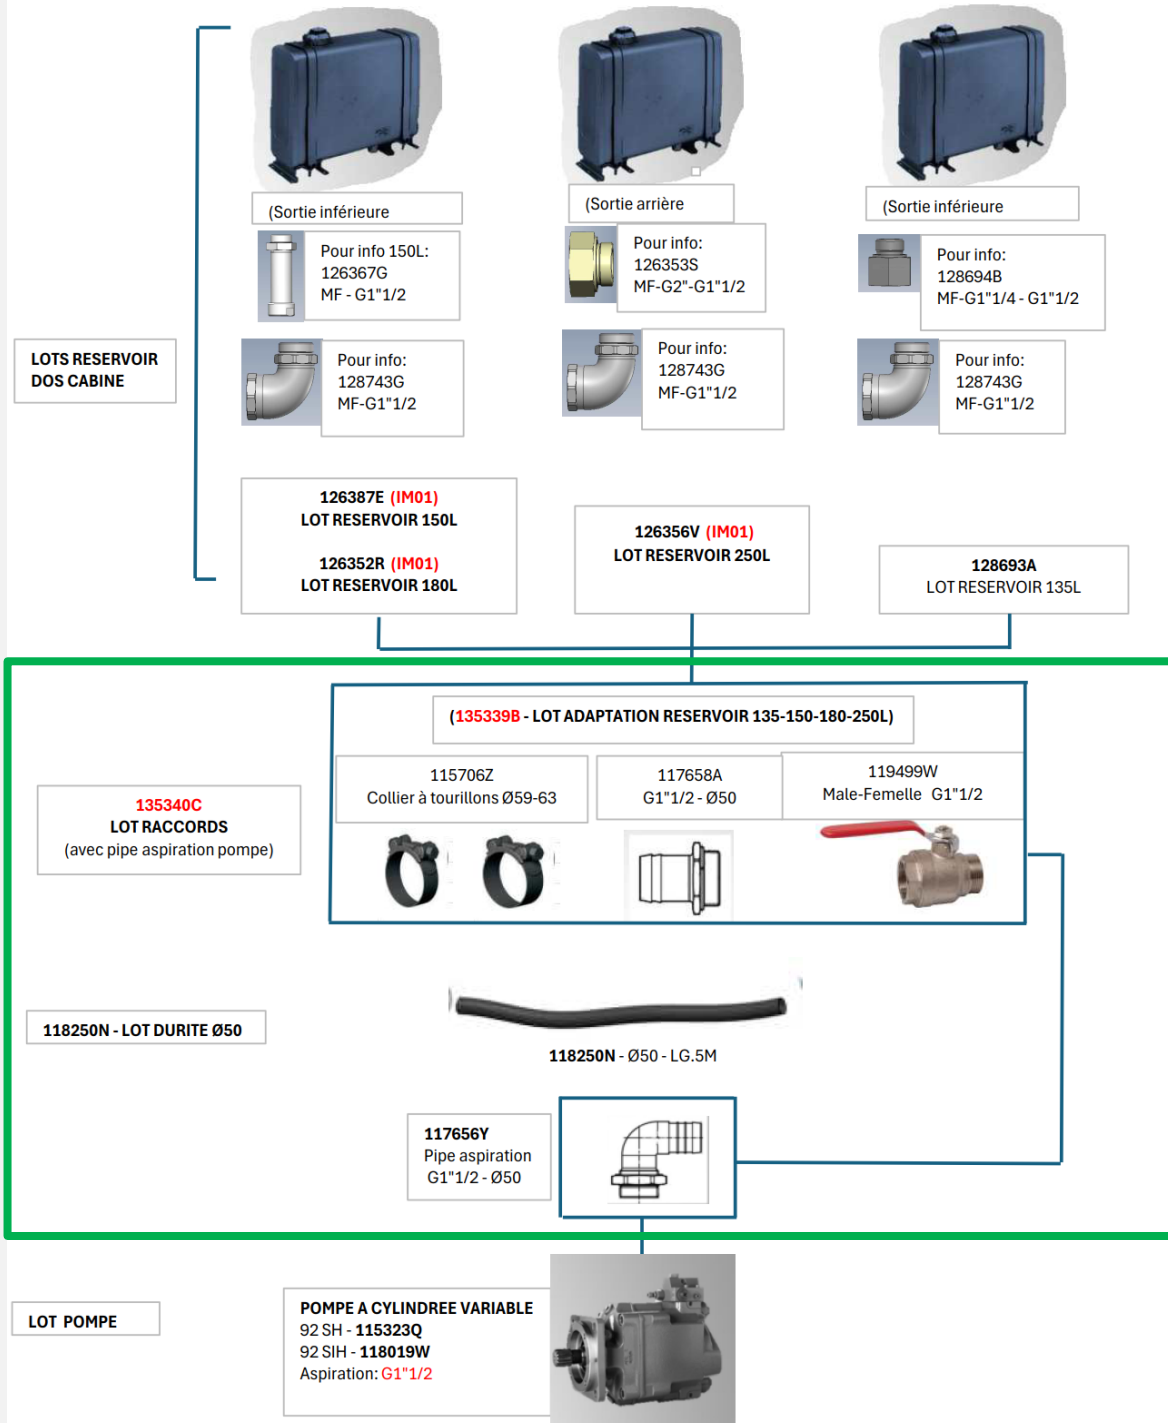 (Sortie inférieure
(Sortie arrière
(Sortie inférieure
Pour info 150L:
126367G
MF - G1"1/2
Pour info:
126353S
MF-G2"-G1"1/2
Pour info:
128694B
MF-G1"1/4 - G1"1/2
LOTS RESERVOIR
DOS CABINE
Pour info:
128743G
MF-G1"1/2
Pour info:
128743G
MF-G1"1/2
Pour info:
128743G
MF-G1"1/2
126387E (IM01)
LOT RESERVOIR 150L
126352R (IM01)
LOT RESERVOIR 180L
126356V (IM01)
LOT RESERVOIR 250L
128693A
LOT RESERVOIR 135L
(135339B - LOT ADAPTATION RESERVOIR 135-150-180-250L)
115706Z
Collier à tourillons Ø59-63
117658A
G1"1/2 - Ø50
119499W
Male-Femelle G1"1/2
135340C
LOT RACCORDS
(avec pipe aspiration pompe)
118250N - LOT DURITE Ø50
118250N - Ø50 - LG.5M
117656Y
Pipe aspiration
G1"1/2 - Ø50
LOT POMPE
POMPE A CYLINDREE VARIABLE
92 SH - 115323Q
92 SIH - 118019W
Aspiration: G1"1/2